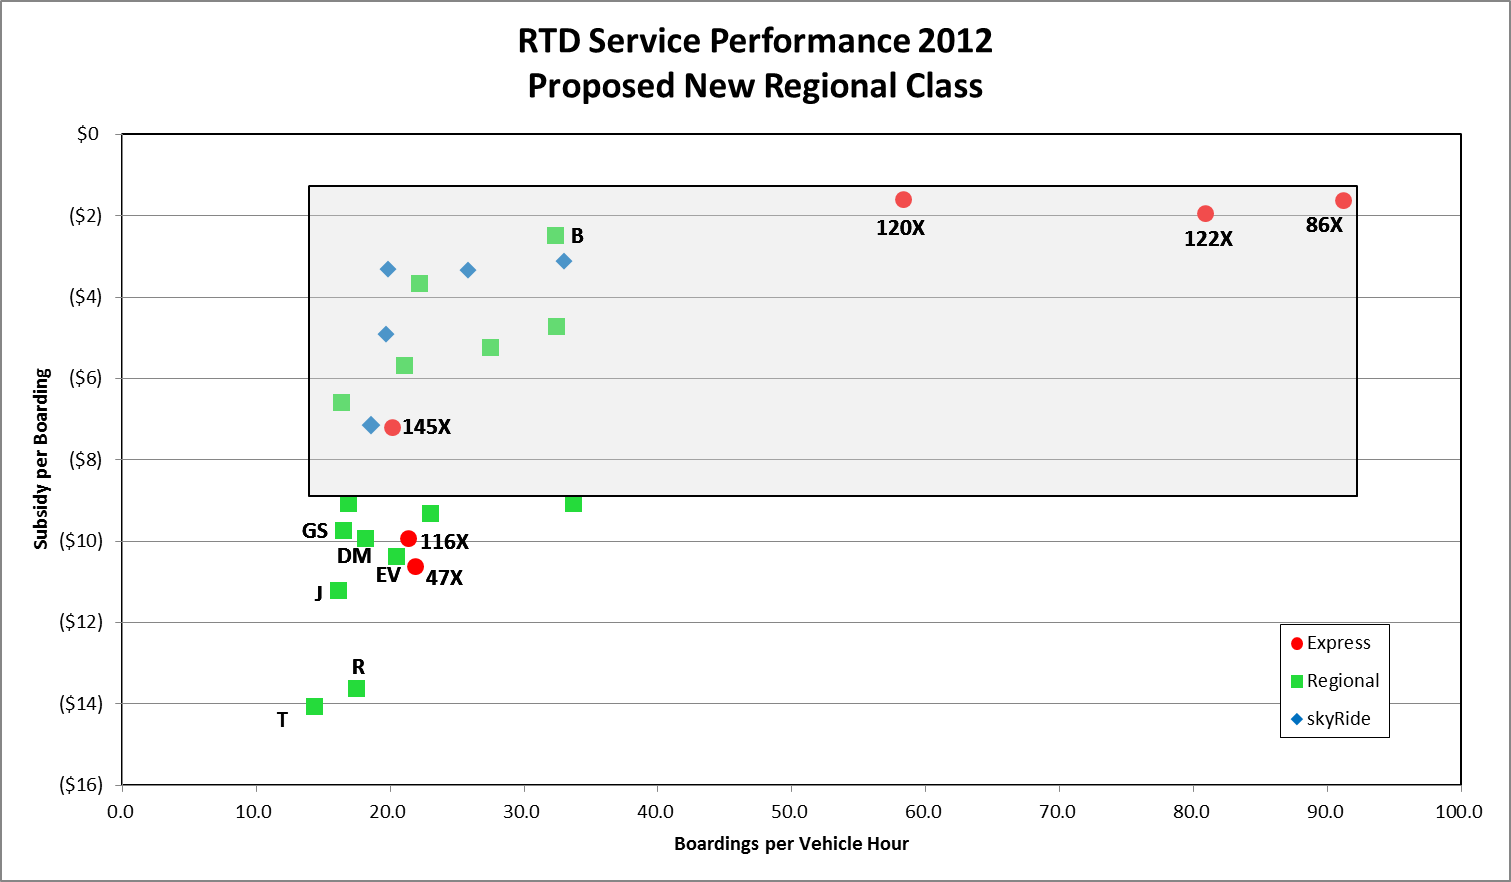 RTD Service Performance 2012
Proposed New Regional Class
$0
($2)
($4)
($6)
($8)
($10)
($12)
($14)
($16)
Subsidy per Boarding
120X
122X
86X
B
145X
GS
DM
116X
EV
47X
J
R
T
Express
Regional
skyRide
0.0 10.0 20.0 30.0 40.0 50.0 60.0 70.0 80.0 90.0 100.0
Boardings per Vehicle Hour